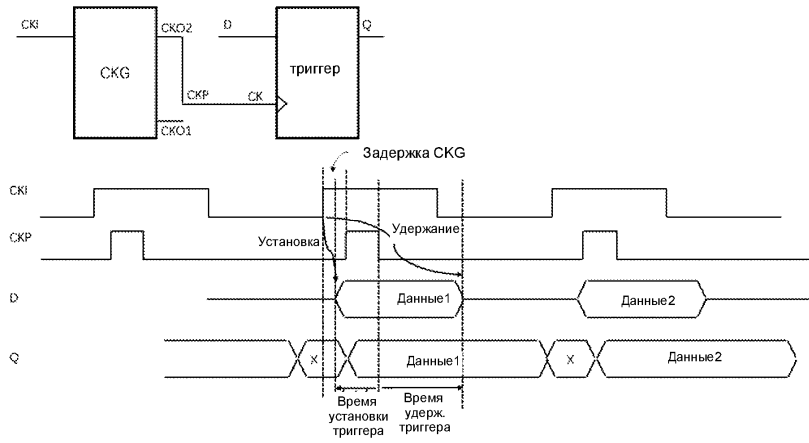 CKI
CKO2
D
Q
CKG
триггер
CKP
CK
CKO1
Задержка CKG
CKI
CKP
Установка
Удержание
D
Данные1
Данные2
Q
X
Данные1
X
Данные2
Время
установки
триггера
Время
удерж.
триггера